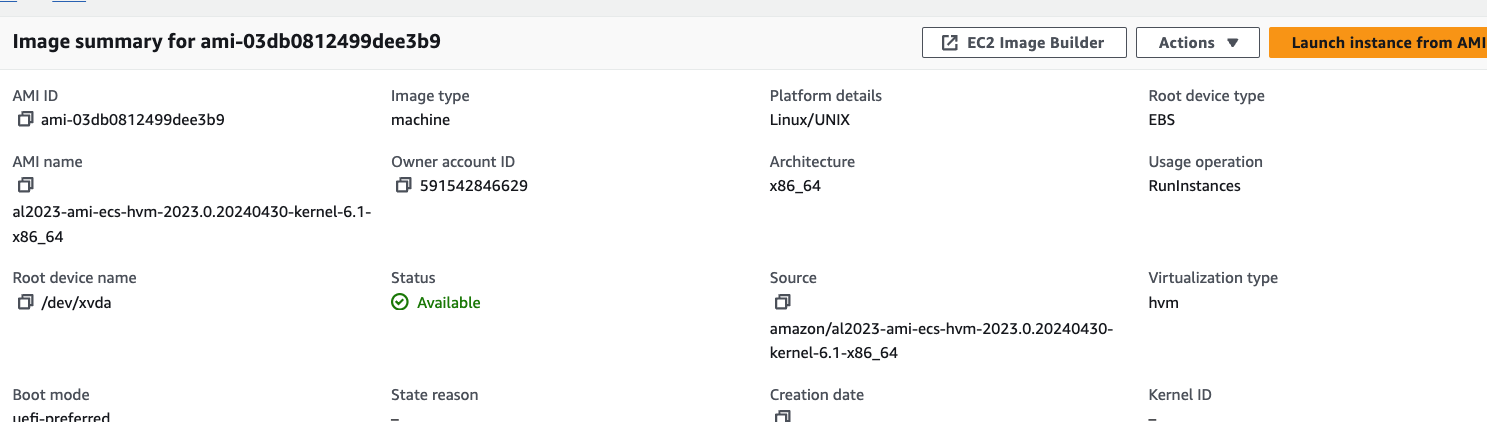 Image summary for ami-03db0812499dee3b9
EC2 Image Builder
Actions
Launch instance from AMI
AMI ID
ami-03db0812499dee3b9
Image type
machine
Platform details
Linux/UNIX
Root device type
EBS
AMI name
al2023-ami-ecs-hvm-2023.0.20240430-kernel-6.1-
x86_64
Owner account ID
591542846629
Architecture
x86_64
Usage operation
RunInstances
Root device name
/dev/xvda
Status
Available
Source
amazon/al2023-ami-ecs-hvm-2023.0.20240430-
kernel-6.1-x86_64
Virtualization type
hvm
Boot mode
uefi-preferred
State reason
–
Creation date
Kernel ID
–